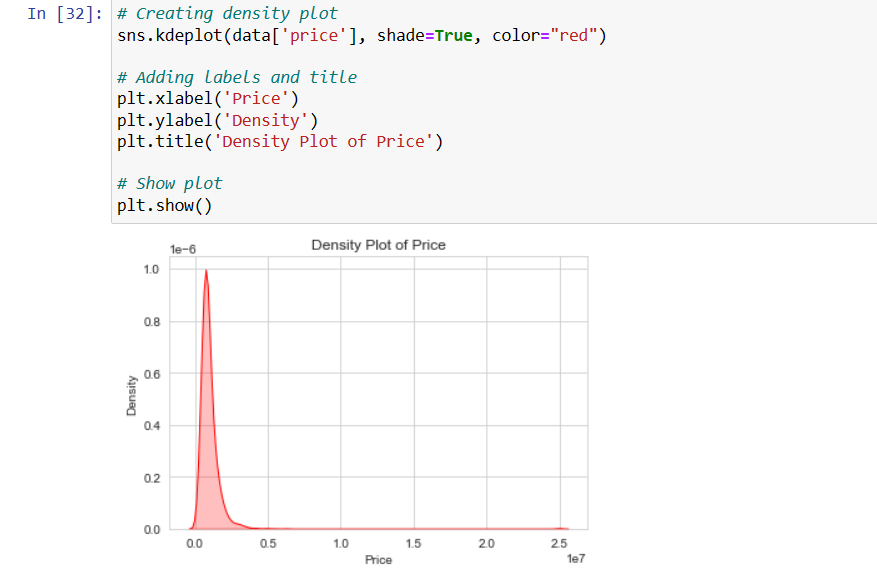 In [32]: # Creating density plot
sns.kdeplot(data['price'], shade=True, color="red")
# Adding labels and title
plt.xlabel('Price')
plt.ylabel('Density')
plt.title('Density Plot of Price')
# Show plot
plt.show()
1e−6
Density Plot of Price
1.0
0.8
0.6
0.4
0.2
0.0
Density
0.0 0.5 1.0 1.5 2.0 2.5
1e7
Price